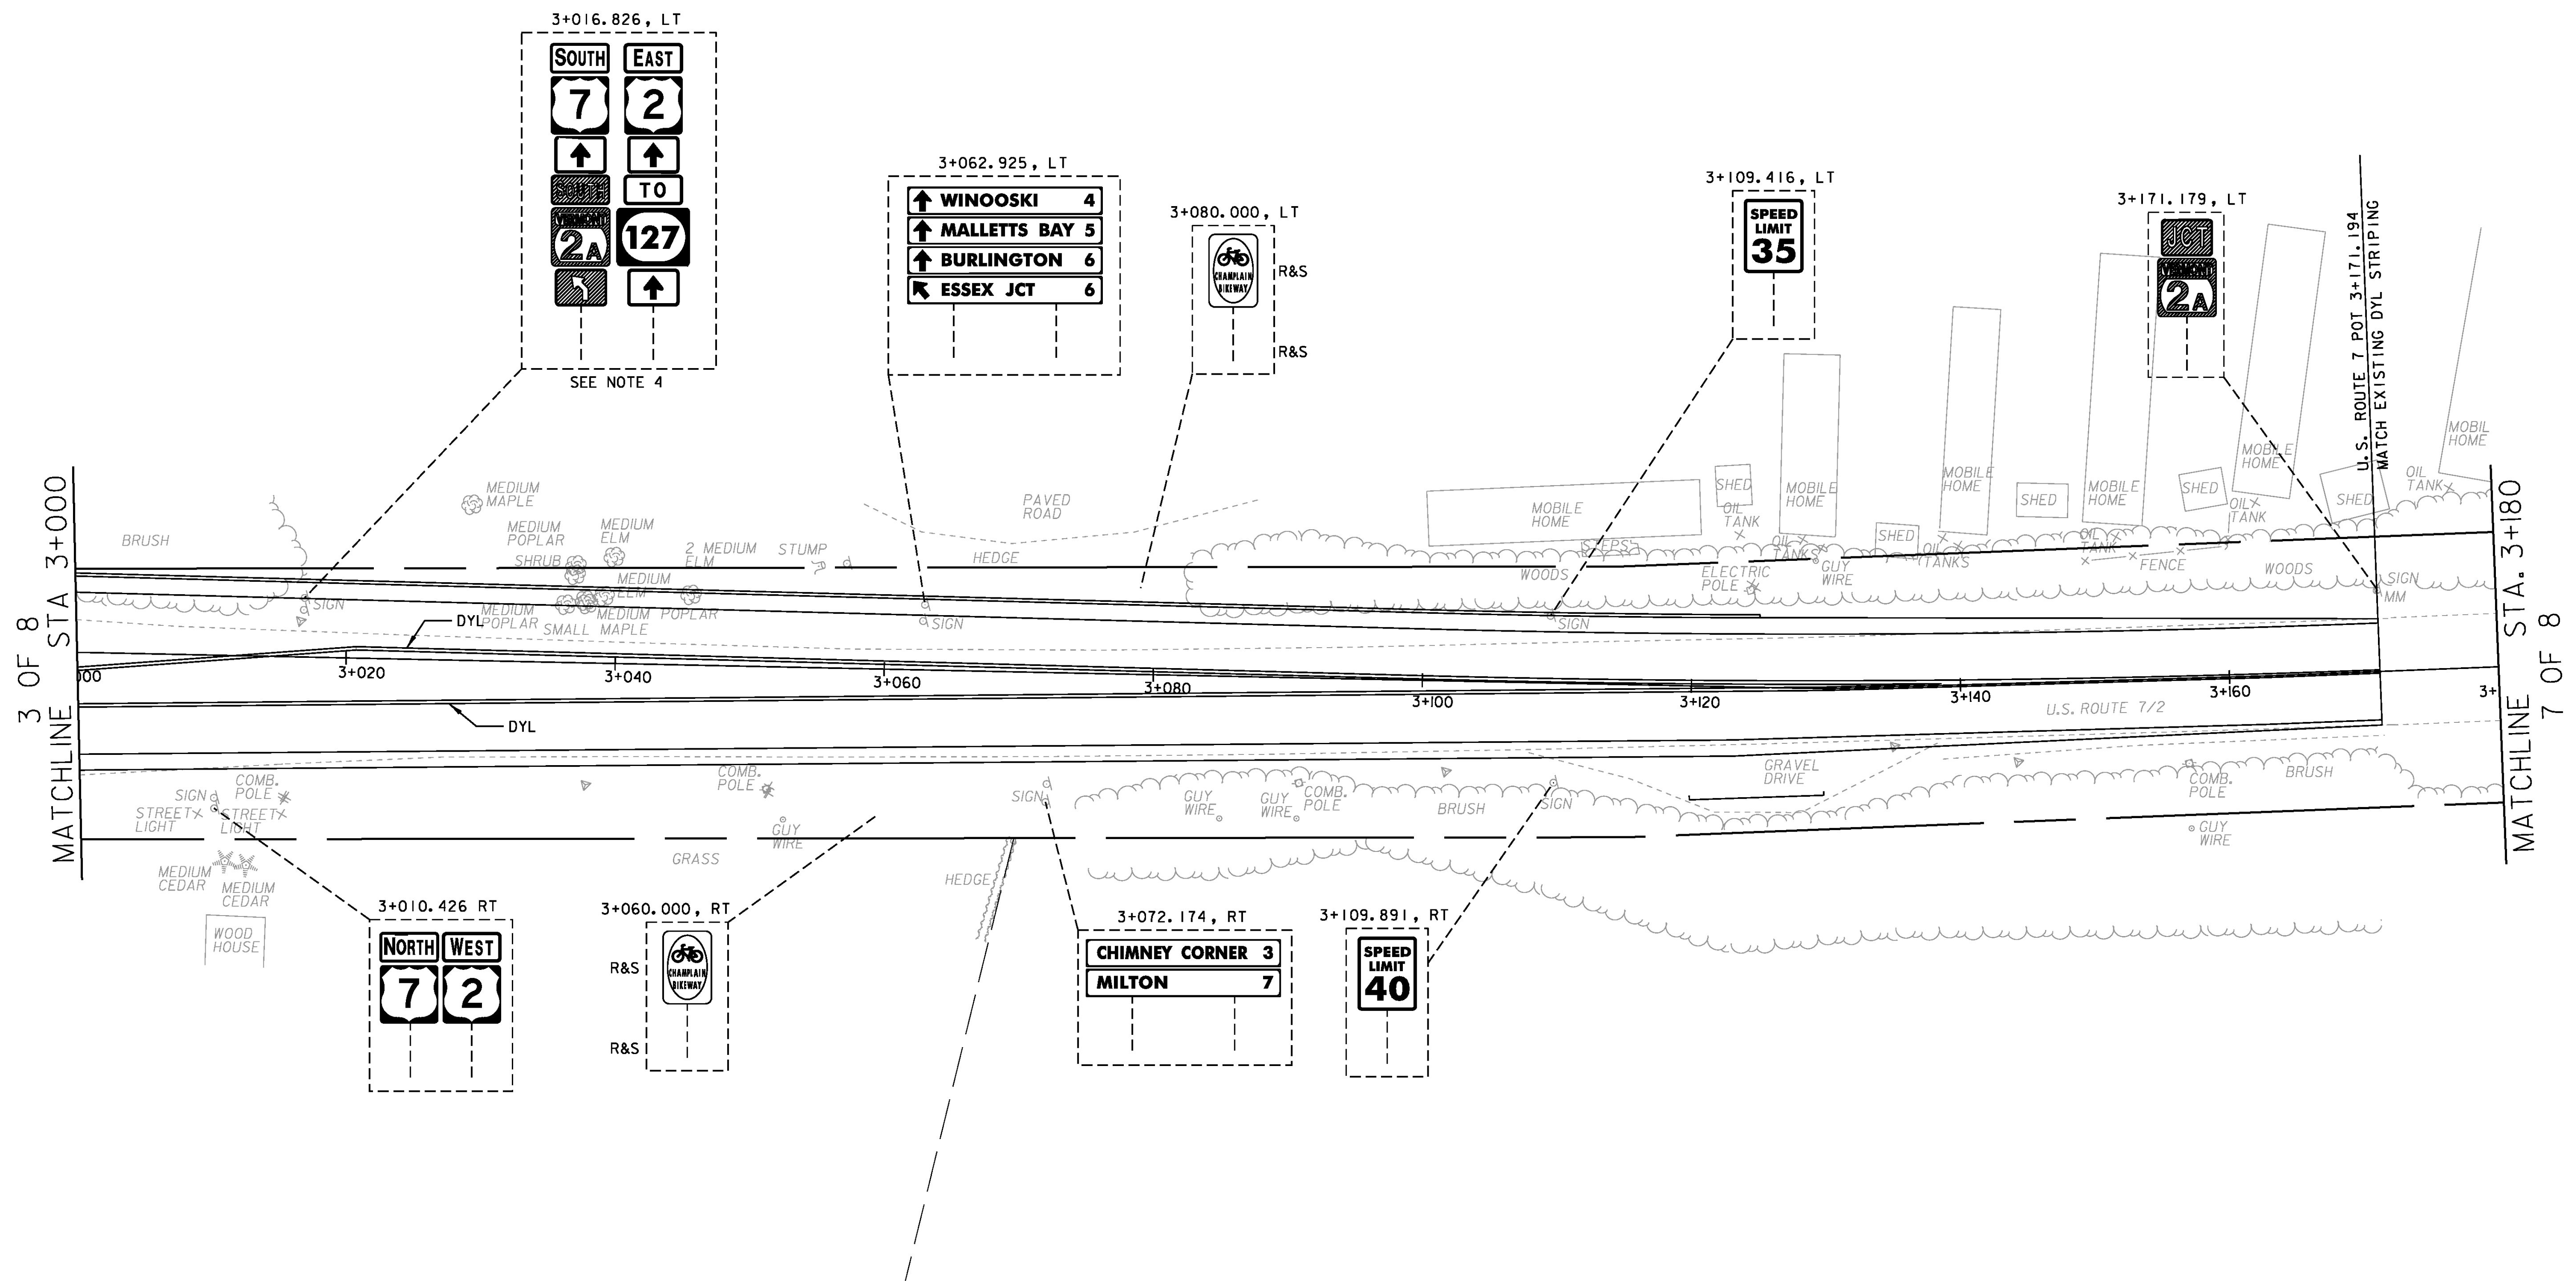 3+016.826, LT
SOUTH
EAST
7
2
SOUTH
TO
VERMONT
2A
127
SEE NOTE 4
3+062.925, LT
WINOOSKI 4
MALLETTS BAY 5
BURLINGTON 6
ESSEX JCT 6
3+080.000, LT
CHAMPLAIN
BIKEWAY
R&S
R&S
3+109.416, LT
SPEED
LIMIT
35
3+171.179, LT
JCT
VERMONT
2A
U.S. ROUTE 7 POT 3+171.194
MATCH EXISTING DYL STRIPING
3 OF 8
MATCHLINE STA 3+000
BRUSH
MEDIUM
MAPLE
MEDIUM
POPLAR
MEDIUM
ELM
SHRUB
2 MEDIUM
ELM
STUMP
MEDIUM
ELM
SIGN
MEDIUM
POPLAR
MEDIUM POPLAR
SMALL MAPLE
DYL
PAVED
ROAD
HEDGE
SIGN
MOBILE
HOME
STEPS
WOODS
SHED
OIL
TANK
MOBILE
HOME
OIL
TANKS
ELECTRIC
POLE
GUY
WIRE
SIGN
SHED
MOBILE
HOME
OIL
TANKS
SHED
MOBILE
HOME
OIL
TANK
FENCE
SHED
MOBILE
HOME
OIL
TANK
WOODS
SHED
OIL
TANK
MOBIL
HOME
SIGN
MM
000
3+020
3+040
3+060
3+080
3+100
3+120
3+140
3+160
3+
U.S. ROUTE 7/2
DYL
MATCHLINE STA. 3+180
7 OF 8
SIGN
COMB.
POLE
STREET
LIGHT
STREET
LIGHT
MEDIUM
CEDAR
MEDIUM
CEDAR
WOOD
HOUSE
COMB.
POLE
GUY
WIRE
GRASS
HEDGE
SIGN
GUY
WIRE
GUY
WIRE
COMB.
POLE
BRUSH
SIGN
GRAVEL
DRIVE
COMB.
POLE
BRUSH
GUY
WIRE
3+010.426 RT
NORTH
WEST
7
2
3+060.000, RT
CHAMPLAIN
BIKEWAY
R&S
R&S
3+072.174, RT
CHIMNEY CORNER 3
MILTON 7
3+109.891, RT
SPEED
LIMIT
40